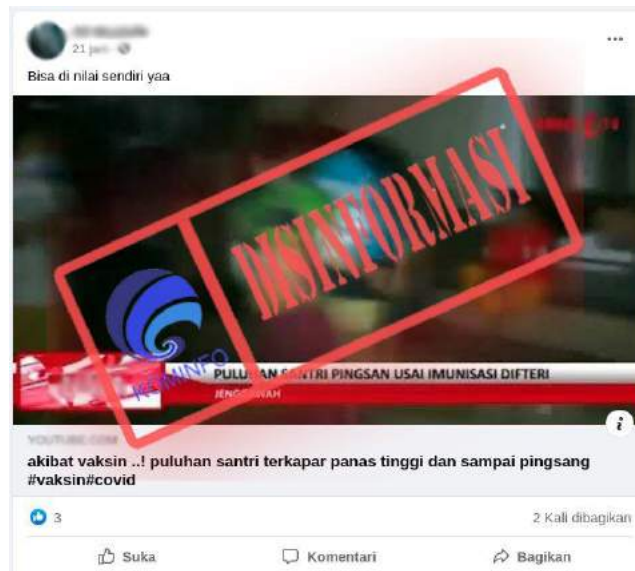 21 jam
Bisa di nilai sendiri yaa
DISINFORMASI
KOMINFO
PULUHAN SANTRI PINGSAN USAI IMUNISASI DIFTERI
JENGGAWAH
YOUTUBE.COM
akibat vaksin ..! puluhan santri terkapar panas tinggi dan sampai pingsang
#vaksin#covid
3
2 Kali dibagikan
Suka
Komentari
Bagikan